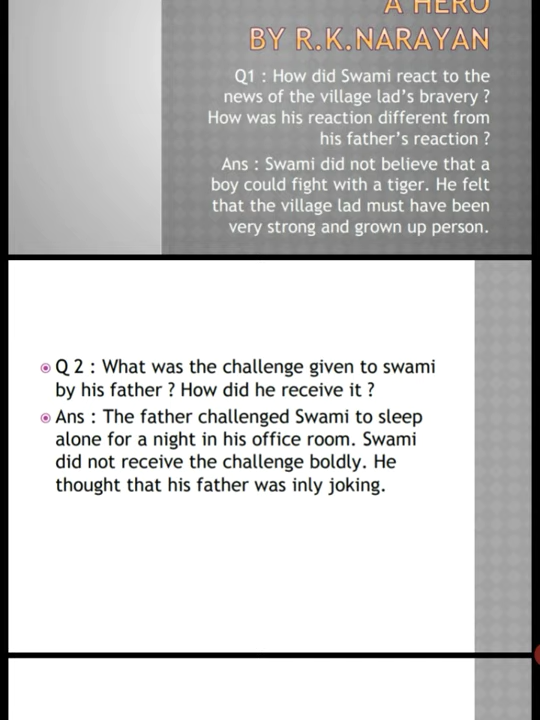 A HERO
BY R.K.NARAYAN
Q1 : How did Swami react to the
news of the village lad's bravery ?
How was his reaction different from
his father's reaction ?
Ans : Swami did not believe that a
boy could fight with a tiger. He felt
that the village lad must have been
very strong and grown up person.
Q 2 : What was the challenge given to swami
by his father ? How did he receive it ?
Ans : The father challenged Swami to sleep
alone for a night in his office room. Swami
did not receive the challenge boldly. He
thought that his father was inly joking.